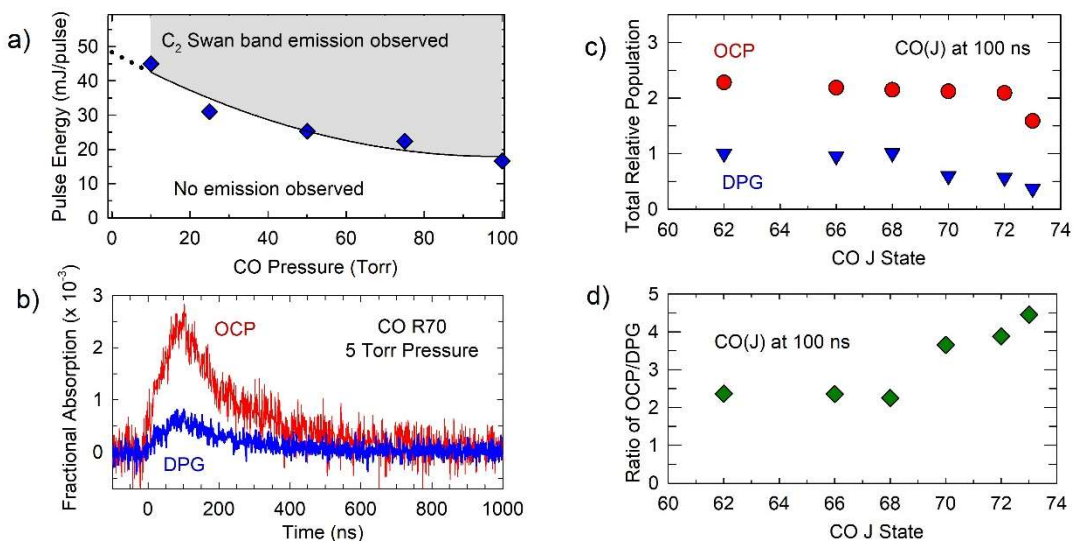 a)
Pulse Energy (mJ/pulse)
50
40
30
20
10
0
C₂ Swan band emission observed
No emission observed
0 20 40 60 80 100
CO Pressure (Torr)
b)
Fractional Absorption (x 10⁻³)
3
2
1
0
OCP
CO R70
5 Torr Pressure
DPG
0 200 400 600 800 1000
Time (ns)
c)
Total Relative Population
3
2
1
0
OCP
CO(J) at 100 ns
DPG
60 62 64 66 68 70 72 74
CO J State
d)
Ratio of OCP/DPG
5
4
3
2
1
0
CO(J) at 100 ns
60 62 64 66 68 70 72 74
CO J State